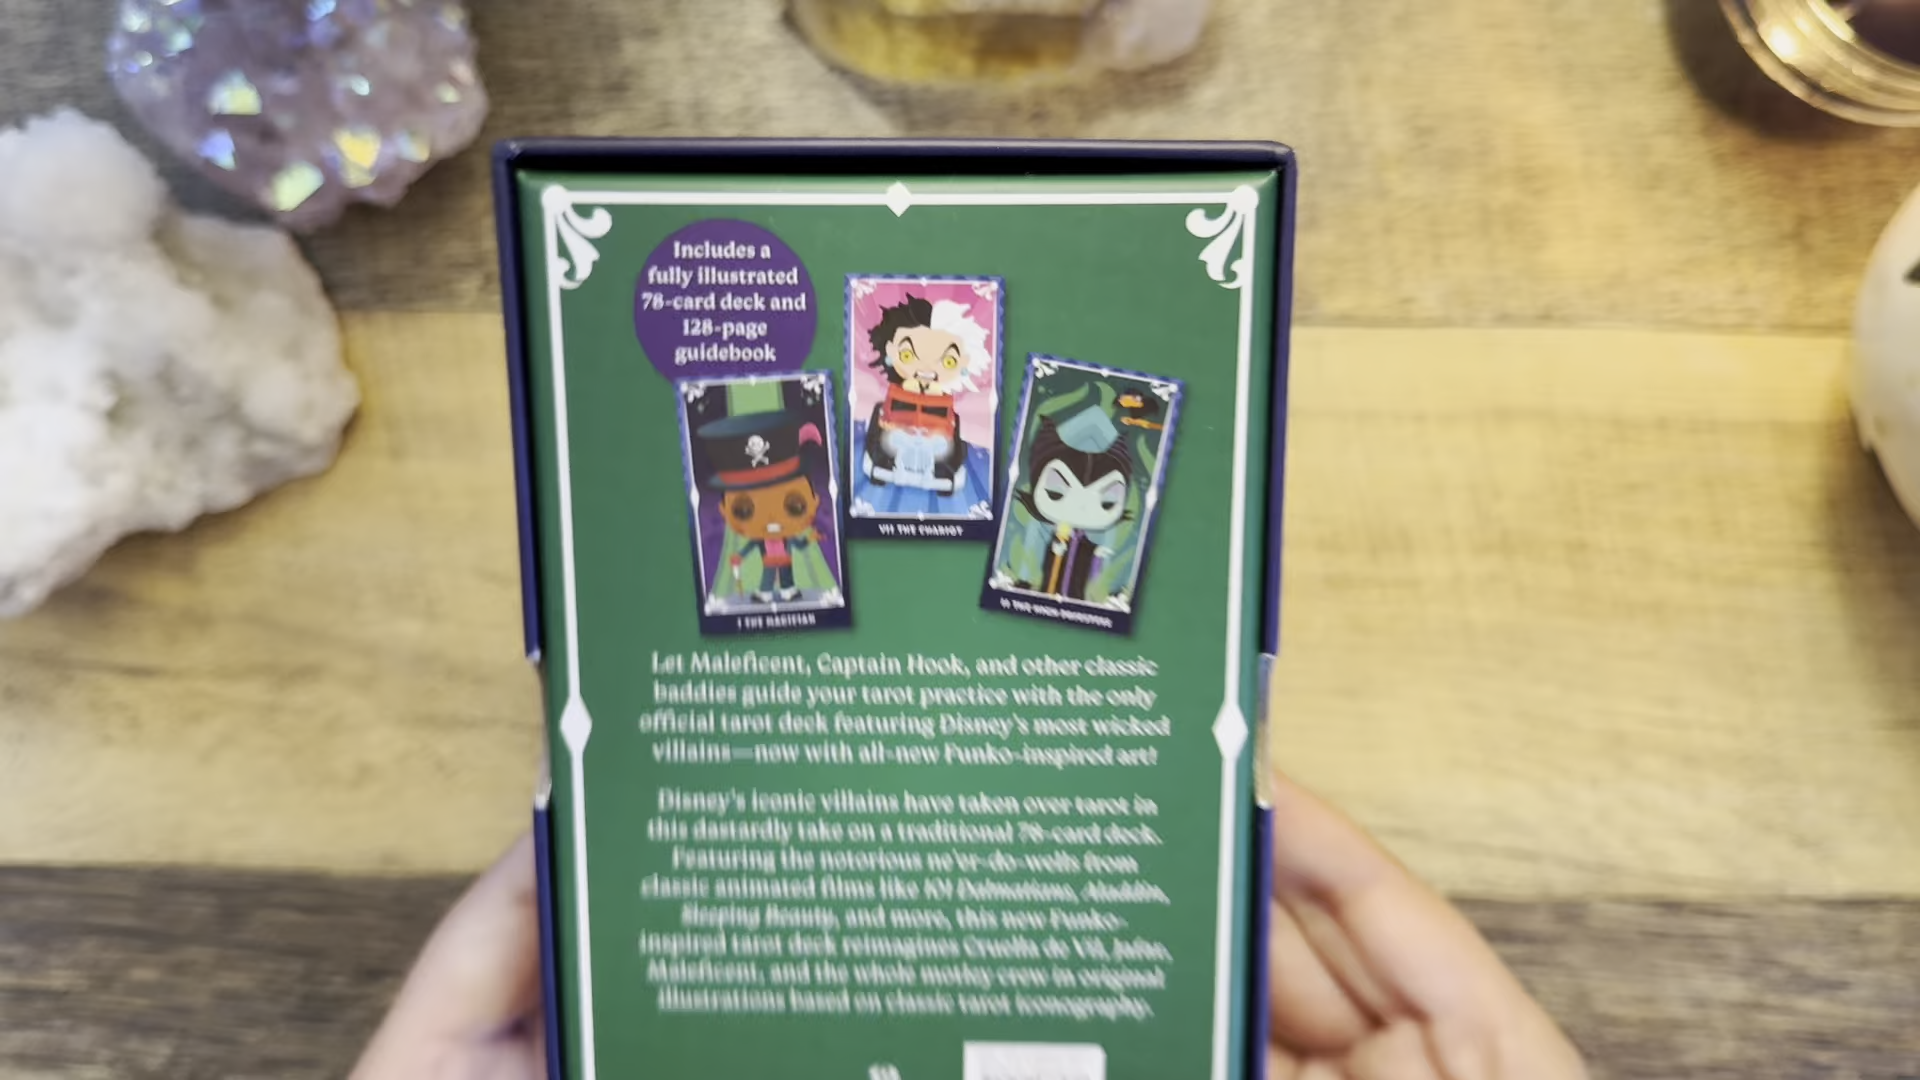 Includes a
fully illustrated
78-card deck and
128-page
guidebook
VII THE CHARIOT
I THE MAGICIAN
II THE HIGH PRIESTESS
Let Maleficent, Captain Hook, and other classic
baddies guide your tarot practice with the only
official tarot deck featuring Disney's most wicked
villains—now with all-new Funko-inspired art!
Disney's iconic villains have taken over tarot in
this dastardly take on a traditional 78-card deck.
Featuring the notorious ne'er-do-wells from
classic animated films like 101 Dalmatians, Aladdin,
Sleeping Beauty, and more, this new Funko-
inspired tarot deck reimagines Cruella de Vil, Jafar,
Maleficent, and the whole motley crew in original
illustrations based on classic tarot iconography.